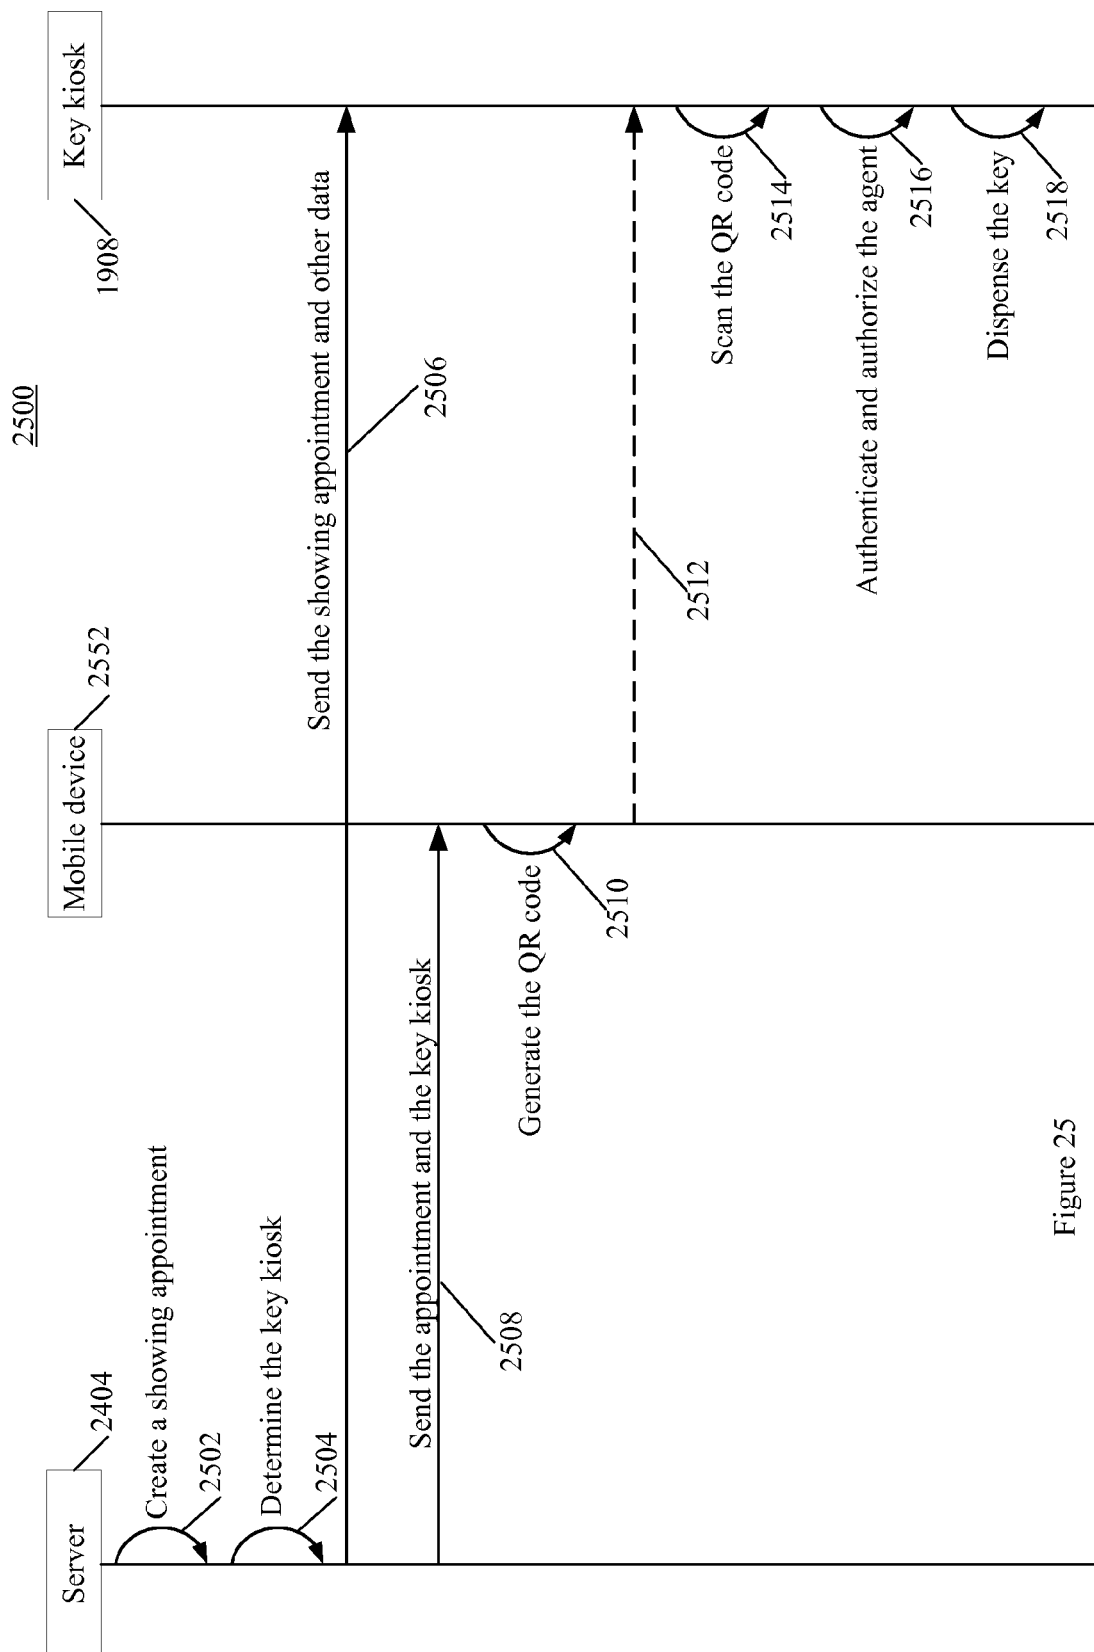 2500
Server
2404
Mobile device
2552
Key kiosk
1908
Create a showing appointment
2502
Determine the key kiosk
2504
Send the showing appointment and other data
2506
Send the appointment and the key kiosk
2508
Generate the QR code
2510
2512
Scan the QR code
2514
Authenticate and authorize the agent
2516
Dispense the key
2518
Figure 25